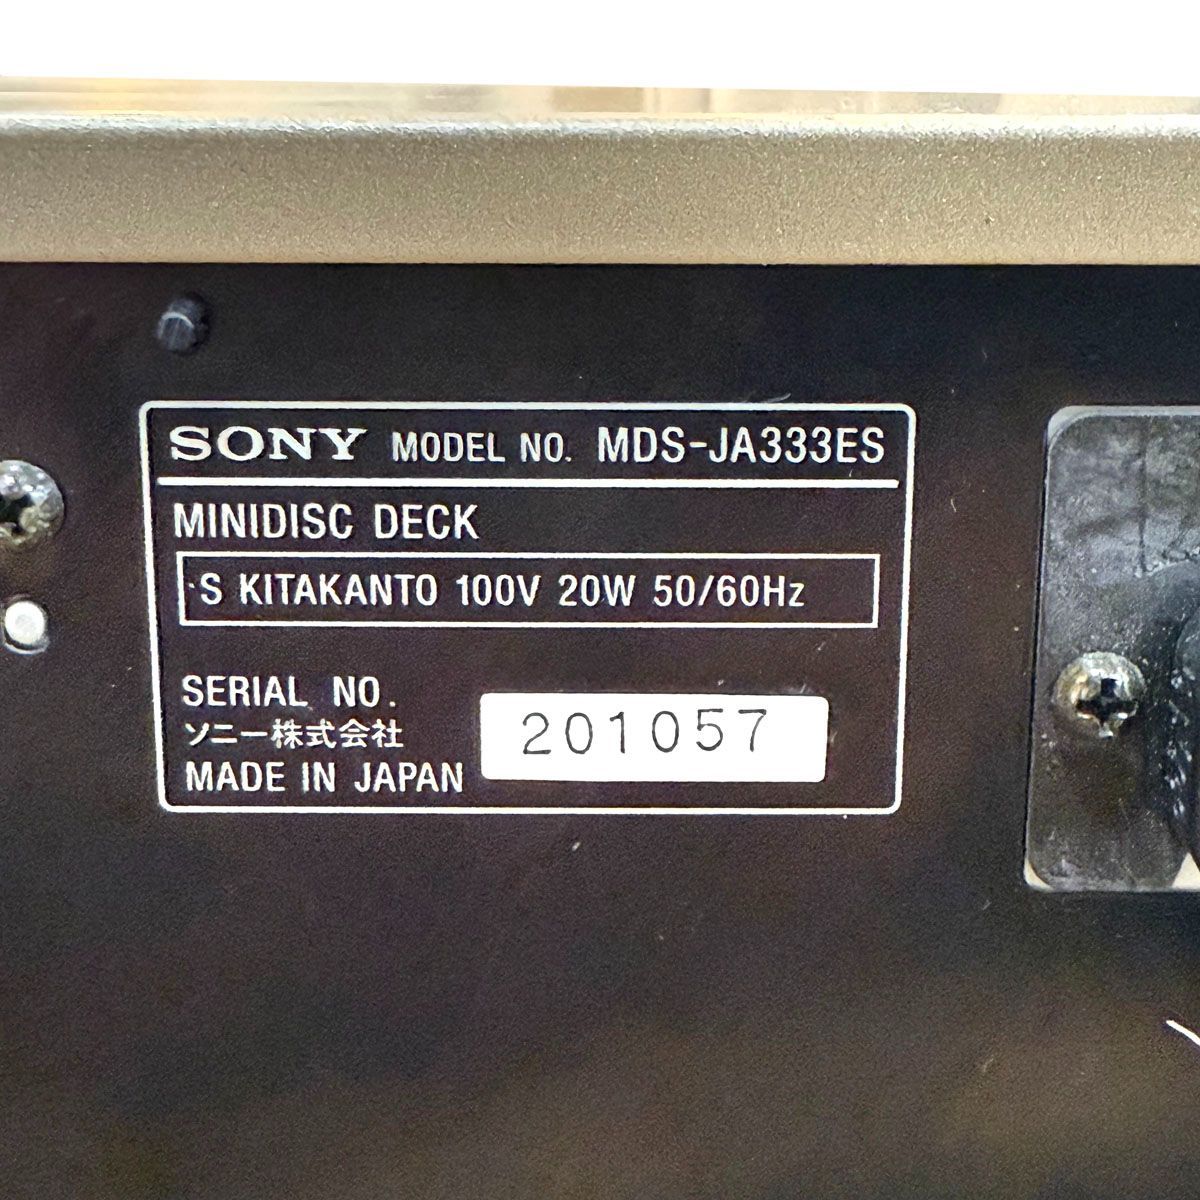 SONY MODEL NO. MDS-JA333ES
MINIDISC DECK
·S KITAKANTO 100V 20W 50/60Hz
SERIAL NO.
201057
ソニー株式会社
MADE IN JAPAN